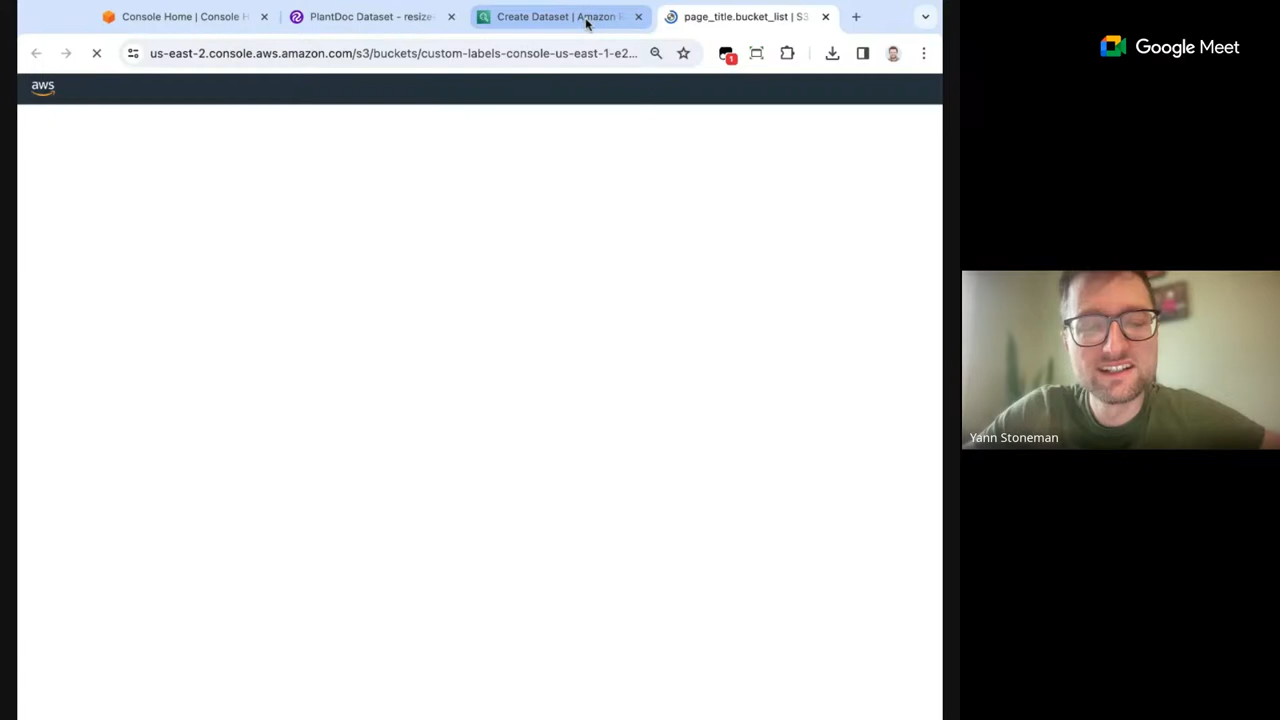 Console Home | Console H
PlantDoc Dataset - resize-
Create Dataset | Amazon R
page_title.bucket_list | S3
us-east-2.console.aws.amazon.com/s3/buckets/custom-labels-console-us-east-1-e2...
1
aws
Google Meet
Yann Stoneman